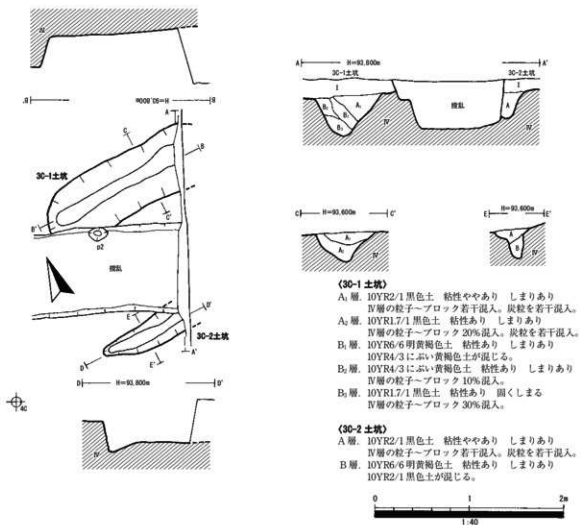 IV
B' B
H=93.800m
A
C
B
3C-1土坑
B'
C'
p2
撹乱
D'
E
3C-2土坑
A'
D
E'
D H=93.800m D'
4C
IV
A H=93.800m A'
3C-1土坑 3C-2土坑
I I
A₁
B₁ B₂
B₃
撹乱
A
B
IV IV
C H=93.600m C'
A₁
A₂
IV
E H=93.600m E'
A
B
IV
〈3C-1 土坑〉
A₁ 層. 10YR2/1 黒色土 粘性ややあり しまりあり
IV層の粒子～ブロック若干混入。炭粒を若干混入。
A₂ 層. 10YR1.7/1 黒色土 粘性あり しまりあり
IV層の粒子～ブロック 20%混入。炭粒を若干混入。
B₁ 層. 10YR6/6 明黄褐色土 粘性あり しまりあり
10YR4/3 にぶい黄褐色土が混じる。
B₂ 層. 10YR4/3 にぶい黄褐色土 粘性あり しまりあり
IV層の粒子～ブロック 10%混入。
B₃ 層. 10YR1.7/1 黒色土 粘性あり 固くしまる
IV層の粒子～ブロック 30%混入。
〈3C-2 土坑〉
A 層. 10YR2/1 黒色土 粘性ややあり しまりあり
IV層の粒子～ブロック若干混入。炭粒を若干混入。
B 層. 10YR6/6 明黄褐色土 粘性あり しまりあり
10YR2/1 黒色土が混じる。
0 2m
1:40